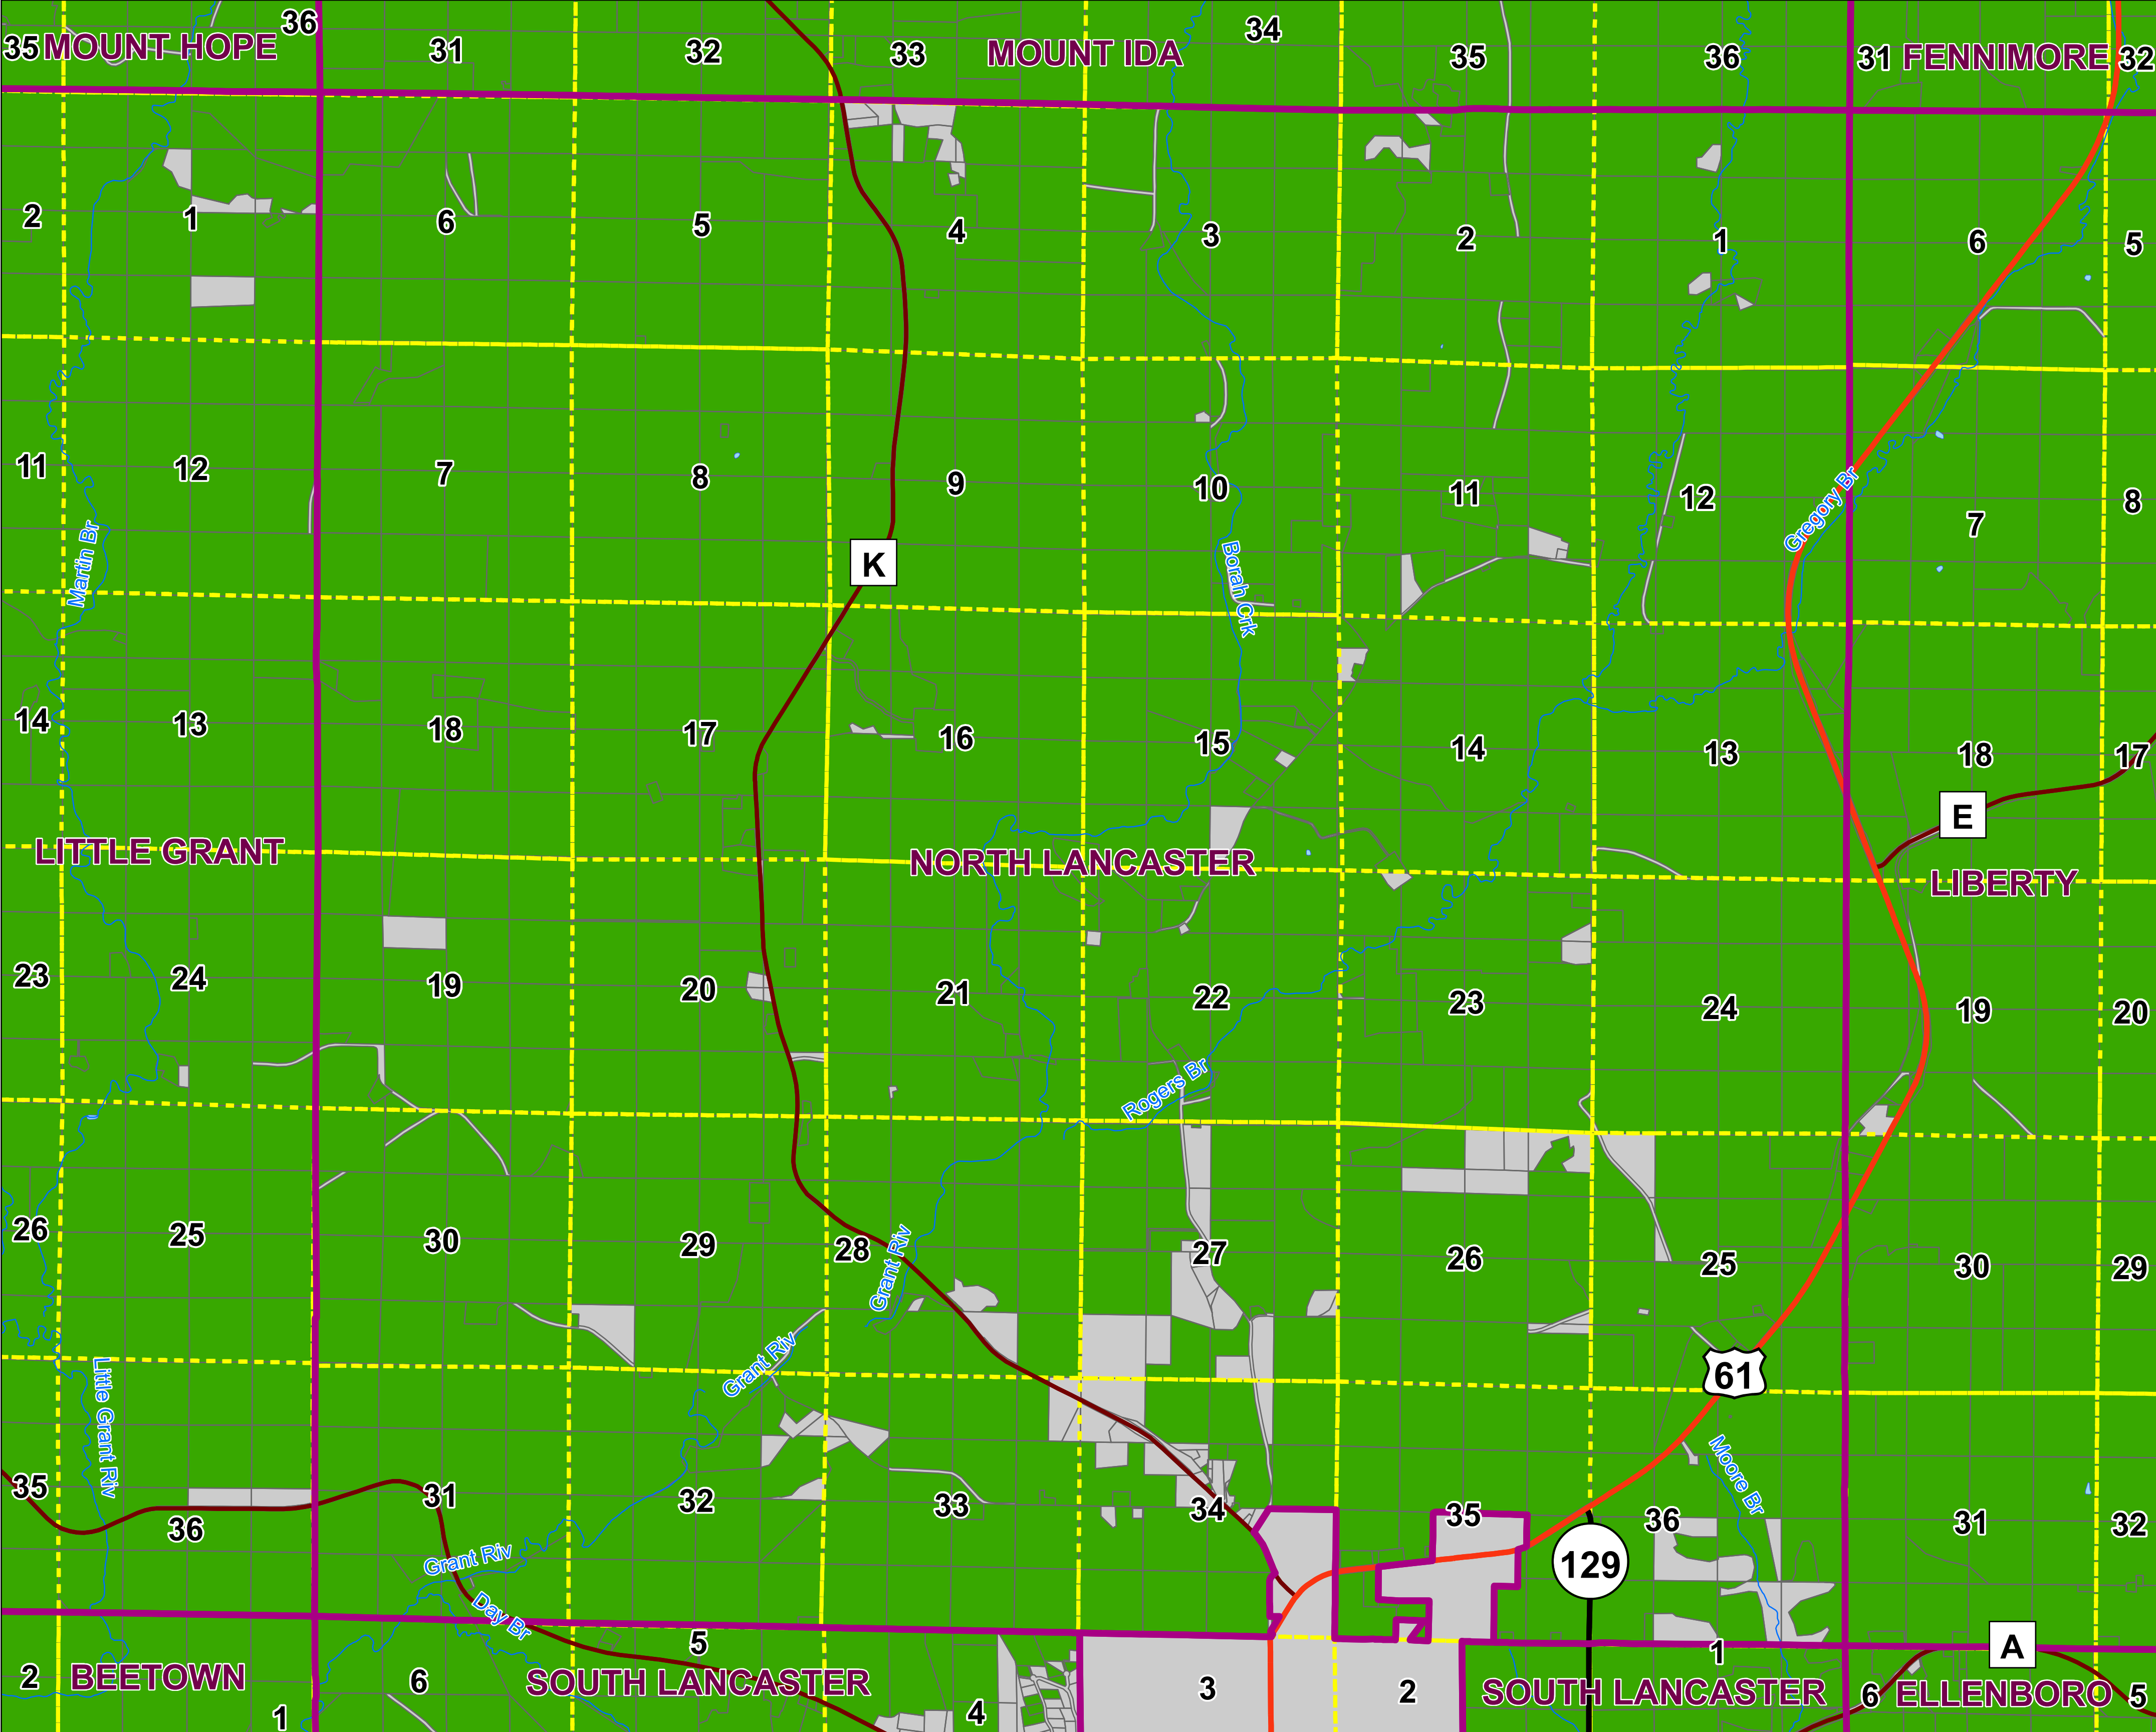 36
35 MOUNT HOPE 31 32 33 MOUNT IDA 34 35 36 31 FENNIMORE 32
2 1 6 5 4 3 2 1 6 5
11 12 7 8 9 10 11 12 7 8
Gregory Br
Martin Br
K
Borah Crk
14 13 18 17 16 15 14 13 18 17
E
LITTLE GRANT NORTH LANCASTER LIBERTY
23 24 19 20 21 22 23 24 19 20
Rogers Br
26 25 30 29 28 27 26 25 30 29
Grant Riv
Grant Riv
61
Little Grant Riv
Moore Br
35 36 31 32 33 34 35 36 31 32
Grant Riv
129
Day Br
A
2 BEETOWN 1 6 5 SOUTH LANCASTER 4 3 2 SOUTH LANCASTER 1 6 ELLENBORO 5